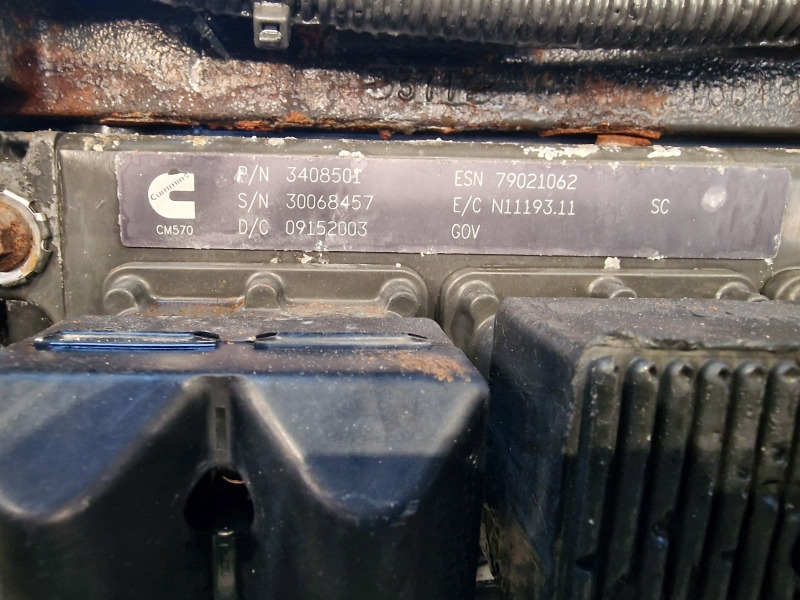 Cummins
CM570
P/N 3408501
S/N 30068457
D/C 09152003
ESN 79021062
E/C N11193.11 SC
GOV